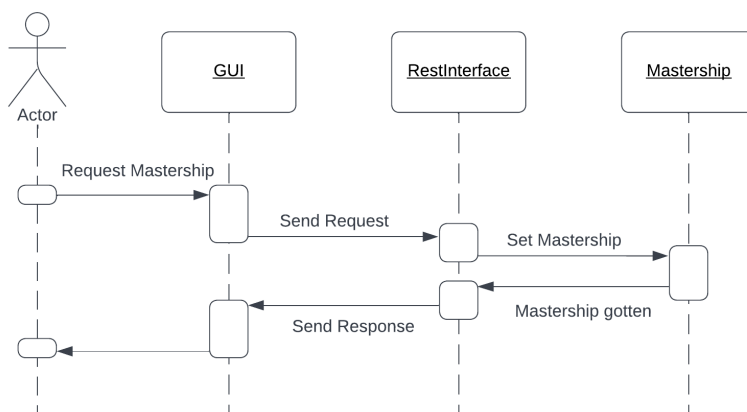 GUI
RestInterface
Mastership
Actor
Request Mastership
Send Request
Set Mastership
Mastership gotten
Send Response